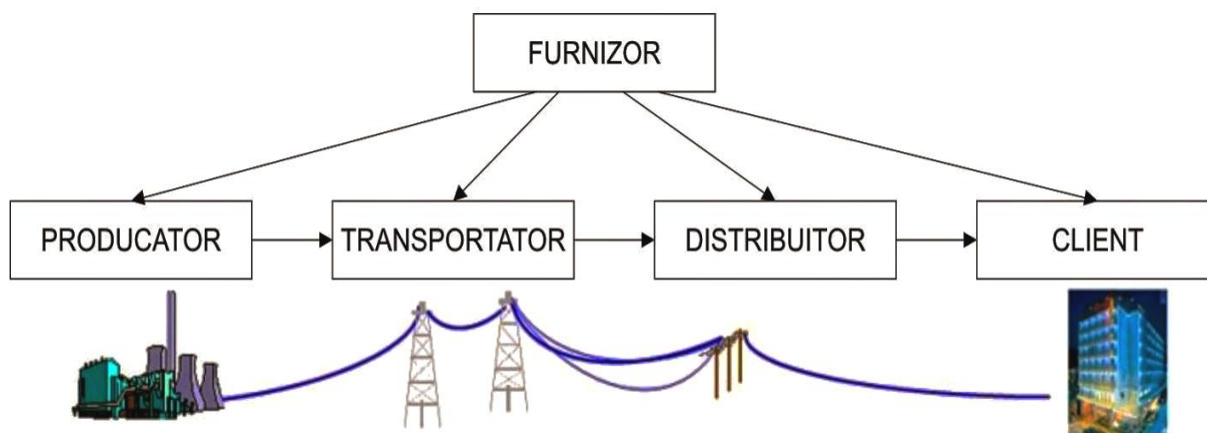 FURNIZOR
PRODUCATOR
TRANSPORTATOR
DISTRIBUITOR
CLIENT